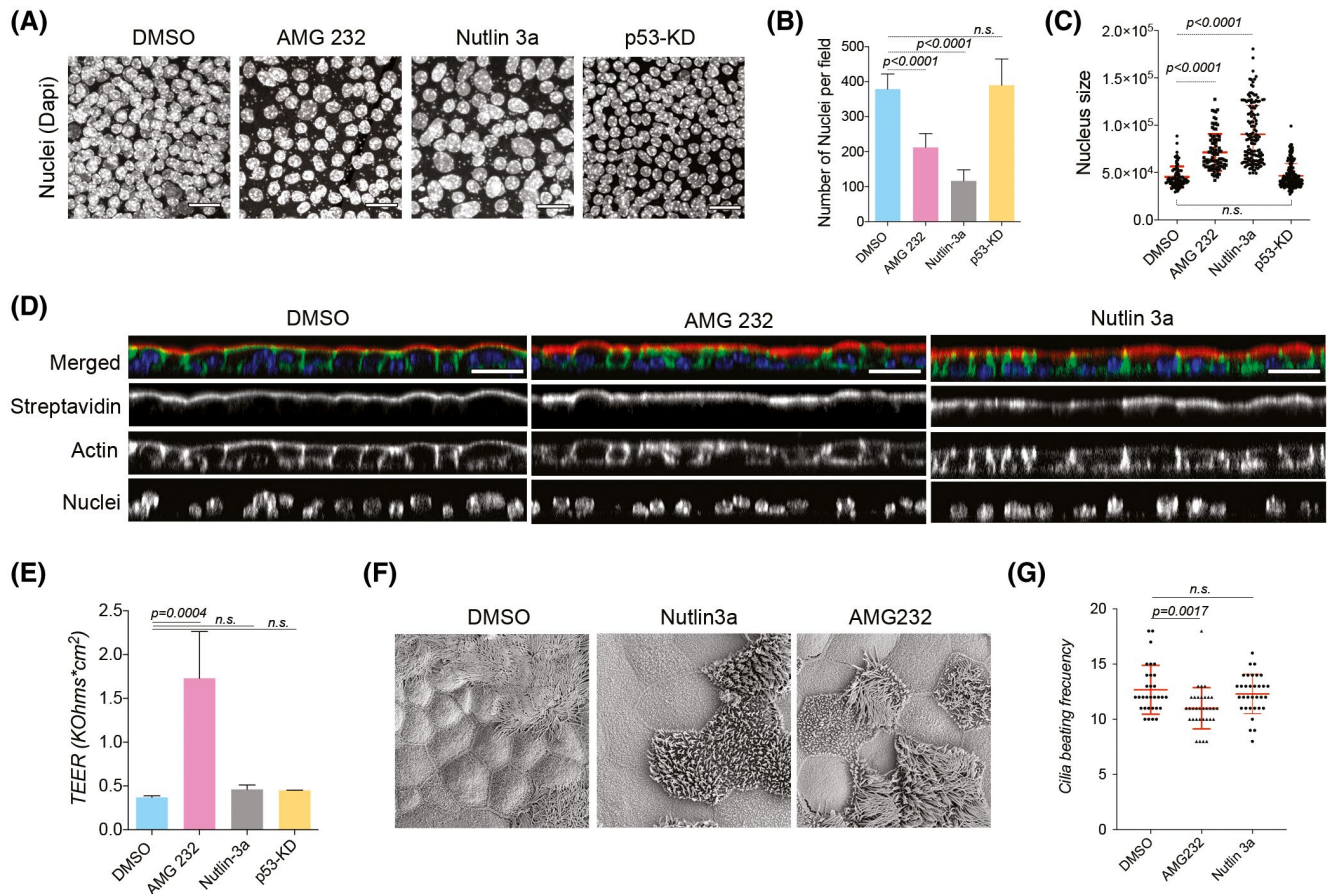 (A)
DMSO
AMG 232
Nutlin 3a
p53-KD
Nuclei (Dapi)
(B)
Number of Nuclei per field
500
400
300
200
100
0
n.s.
p<0.0001
p<0.0001
DMSO
AMG 232
Nutlin-3a
p53-KD
(C)
Nucleus size
2.0×10⁵
1.5×10⁵
1.0×10⁵
5.0×10⁴
0.0
p<0.0001
p<0.0001
n.s.
DMSO
AMG 232
Nutlin-3a
p53-KD
(D)
DMSO
AMG 232
Nutlin 3a
Merged
Streptavidin
Actin
Nuclei
(E)
TEER (KOhms*cm²)
2.5
2.0
1.5
1.0
0.5
0.0
p=0.0004
n.s.
n.s.
DMSO
AMG 232
Nutlin-3a
p53-KD
(F)
DMSO
Nutlin3a
AMG232
(G)
Cilia beating frecuency
20
15
10
5
0
n.s.
p=0.0017
DMSO
AMG232
Nutlin 3a